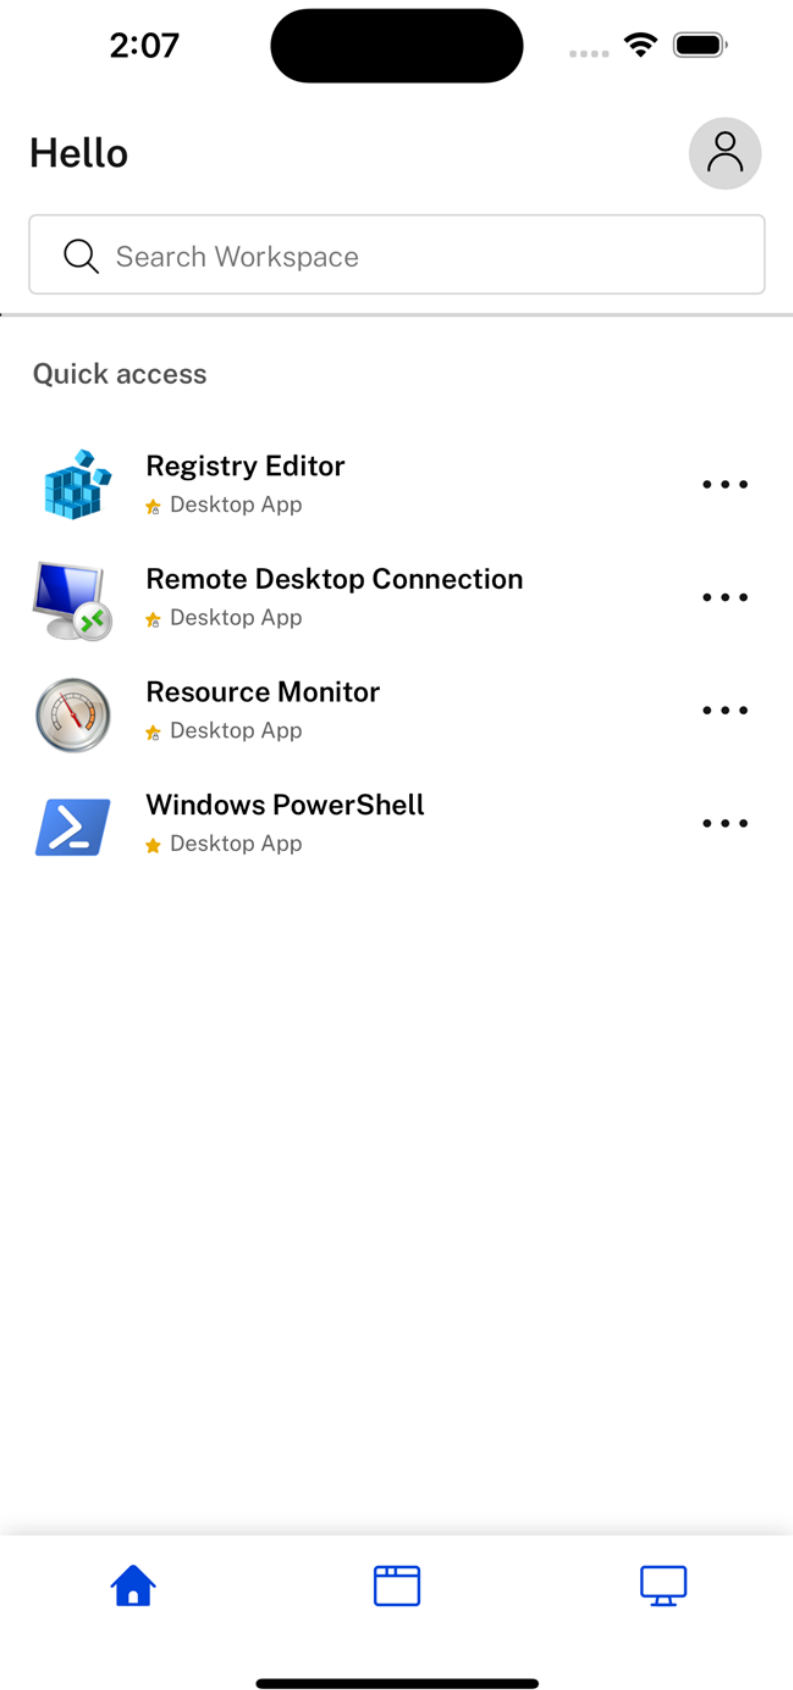 2:07
Hello
Search Workspace
Quick access
Registry Editor
Desktop App
Remote Desktop Connection
Desktop App
Resource Monitor
Desktop App
Windows PowerShell
Desktop App